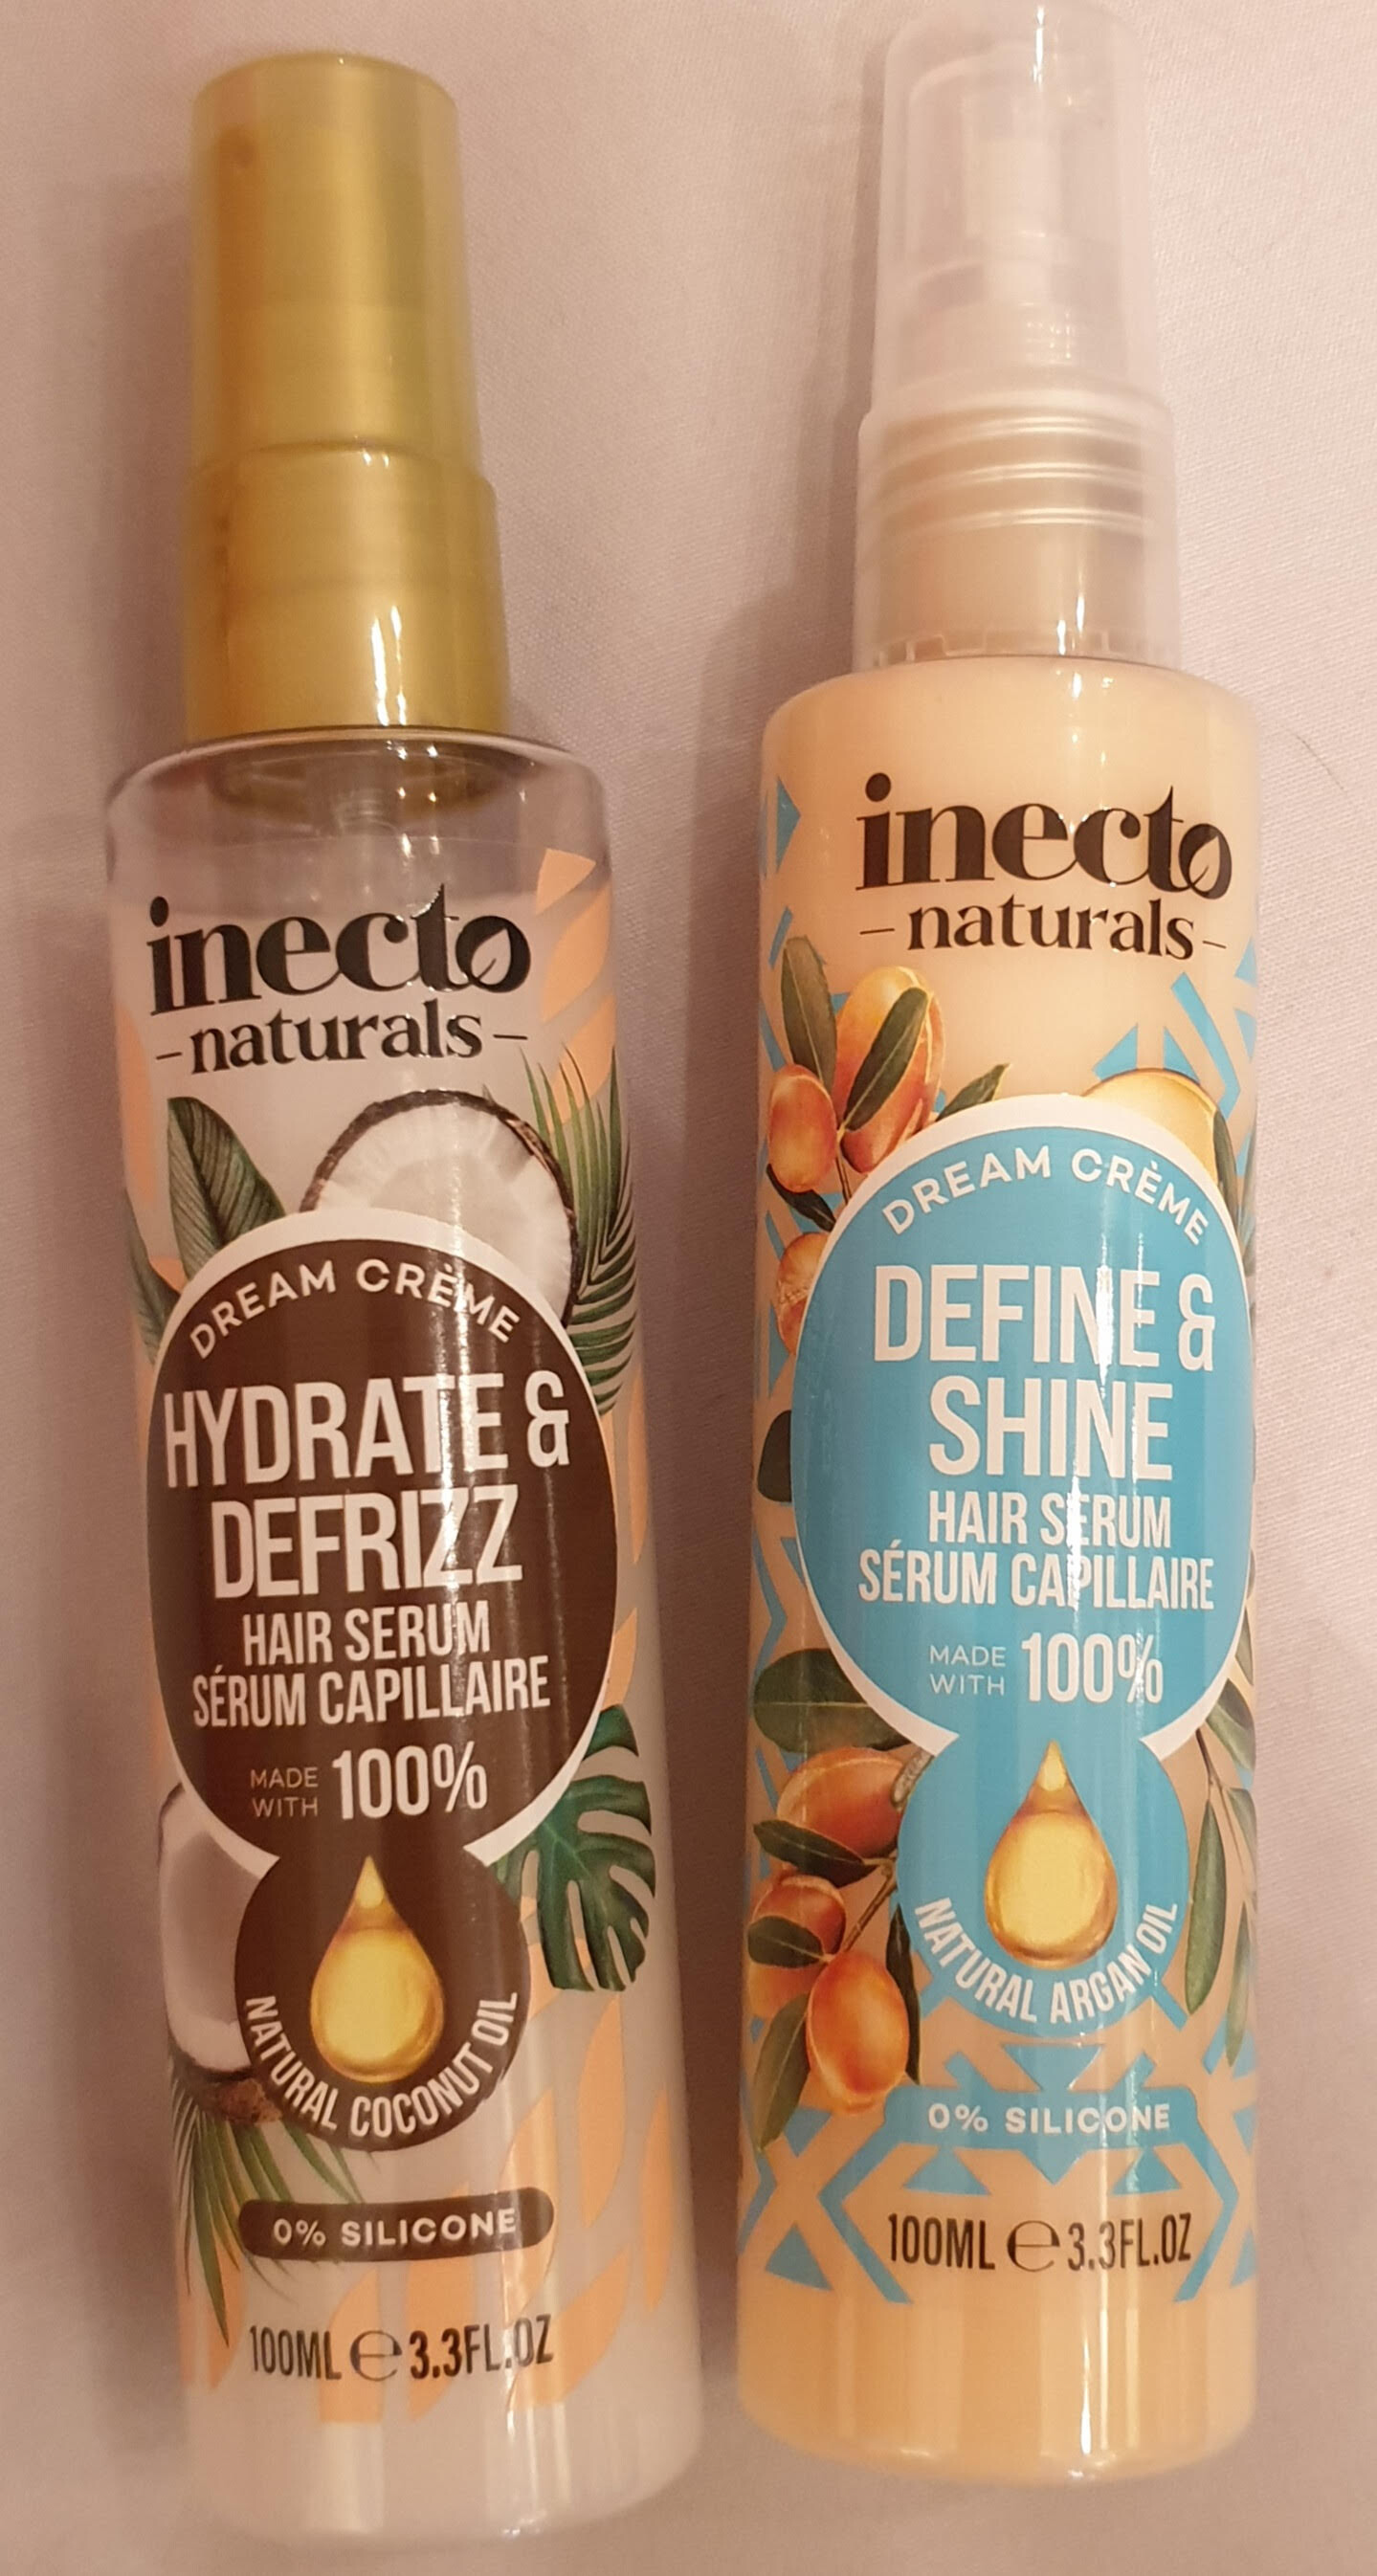 inecto
-naturals-
DREAM CRÈME
HYDRATE &
DEFRIZZ
HAIR SERUM
SÉRUM CAPILLAIRE
MADE
WITH 100%
NATURAL COCONUT OIL
0% SILICONE
100ML e 3.3FL.OZ
inecto
-naturals-
DREAM CRÈME
DEFINE &
SHINE
HAIR SERUM
SÉRUM CAPILLAIRE
MADE
WITH 100%
NATURAL ARGAN OIL
0% SILICONE
100ML e 3.3FL.OZ